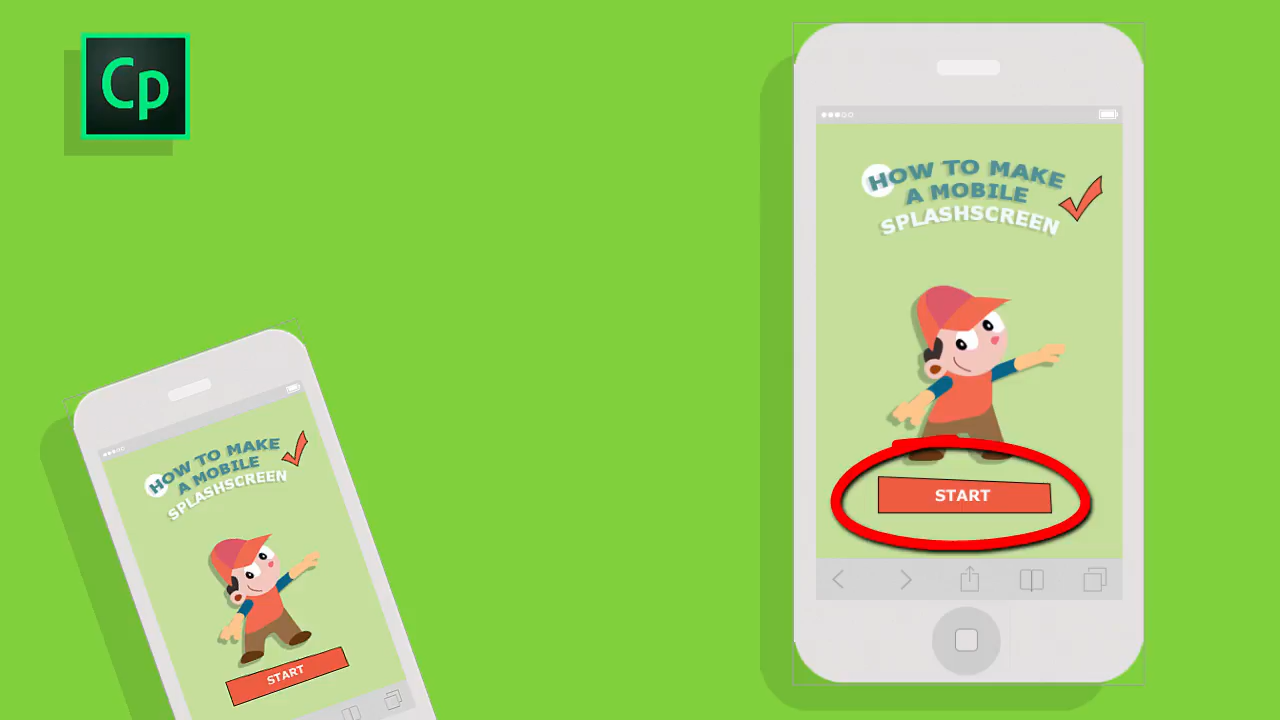 Cp
HOW TO MAKE
A MOBILE
SPLASHSCREEN
START
HOW TO MAKE
A MOBILE
SPLASHSCREEN
START